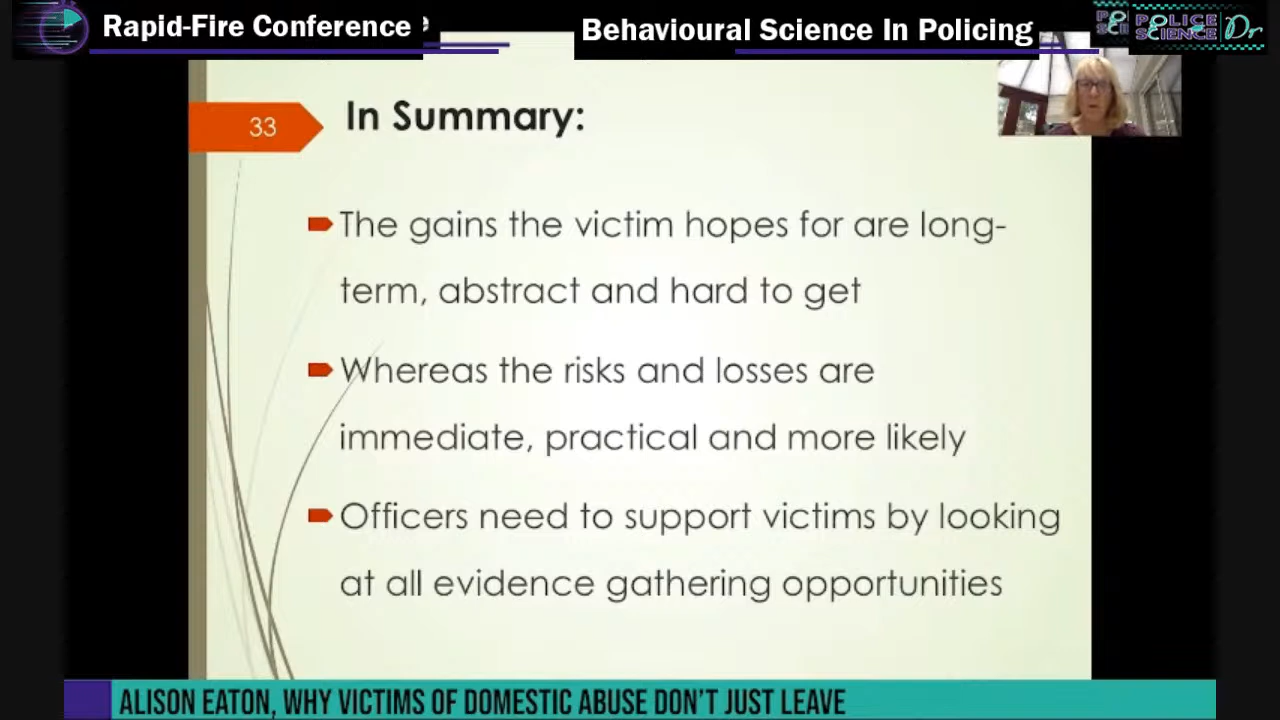 Rapid-Fire Conference
Behavioural Science In Policing
POLICE
SCIENCE Dr
33
In Summary:
The gains the victim hopes for are long-
term, abstract and hard to get
Whereas the risks and losses are
immediate, practical and more likely
Officers need to support victims by looking
at all evidence gathering opportunities
ALISON EATON, WHY VICTIMS OF DOMESTIC ABUSE DON'T JUST LEAVE